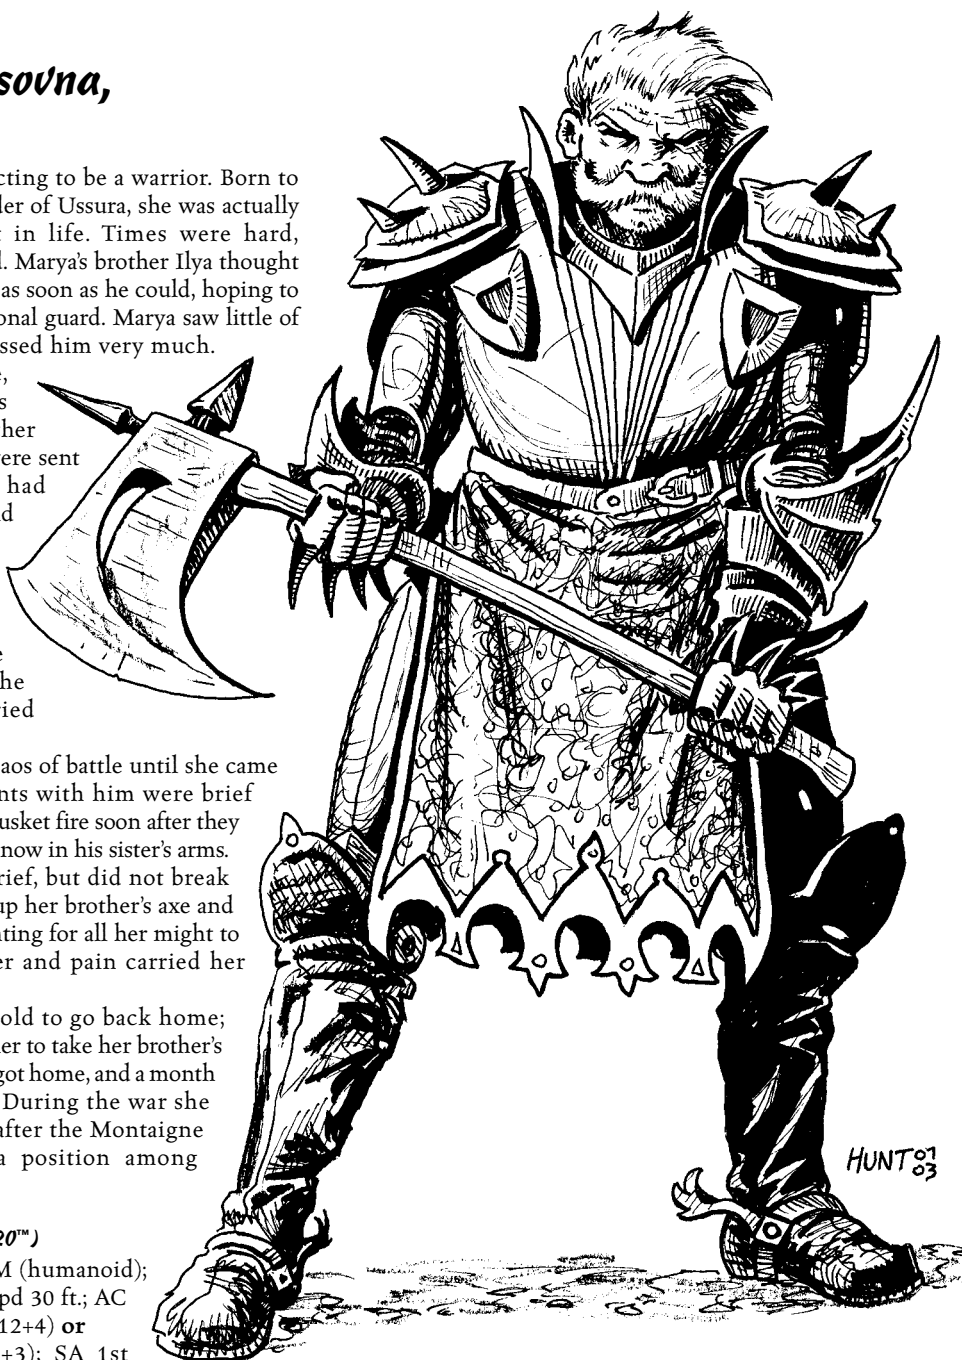 sovna,
cting to be a warrior. Born to
der of Ussura, she was actually
t in life. Times were hard,
d. Marya's brother Ilya thought
as soon as he could, hoping to
onal guard. Marya saw little of
ssed him very much.
e,
s
her
vere sent
had
nd
e
he
ried
aos of battle until she came
nts with him were brief
usket fire soon after they
now in his sister's arms.
rief, but did not break
up her brother's axe and
nting for all her might to
er and pain carried her
old to go back home;
her to take her brother's
got home, and a month
During the war she
after the Montaigne
a position among
HUNT 01
03
20™)
M (humanoid);
pd 30 ft.; AC
12+4) or
+3); SA 1st